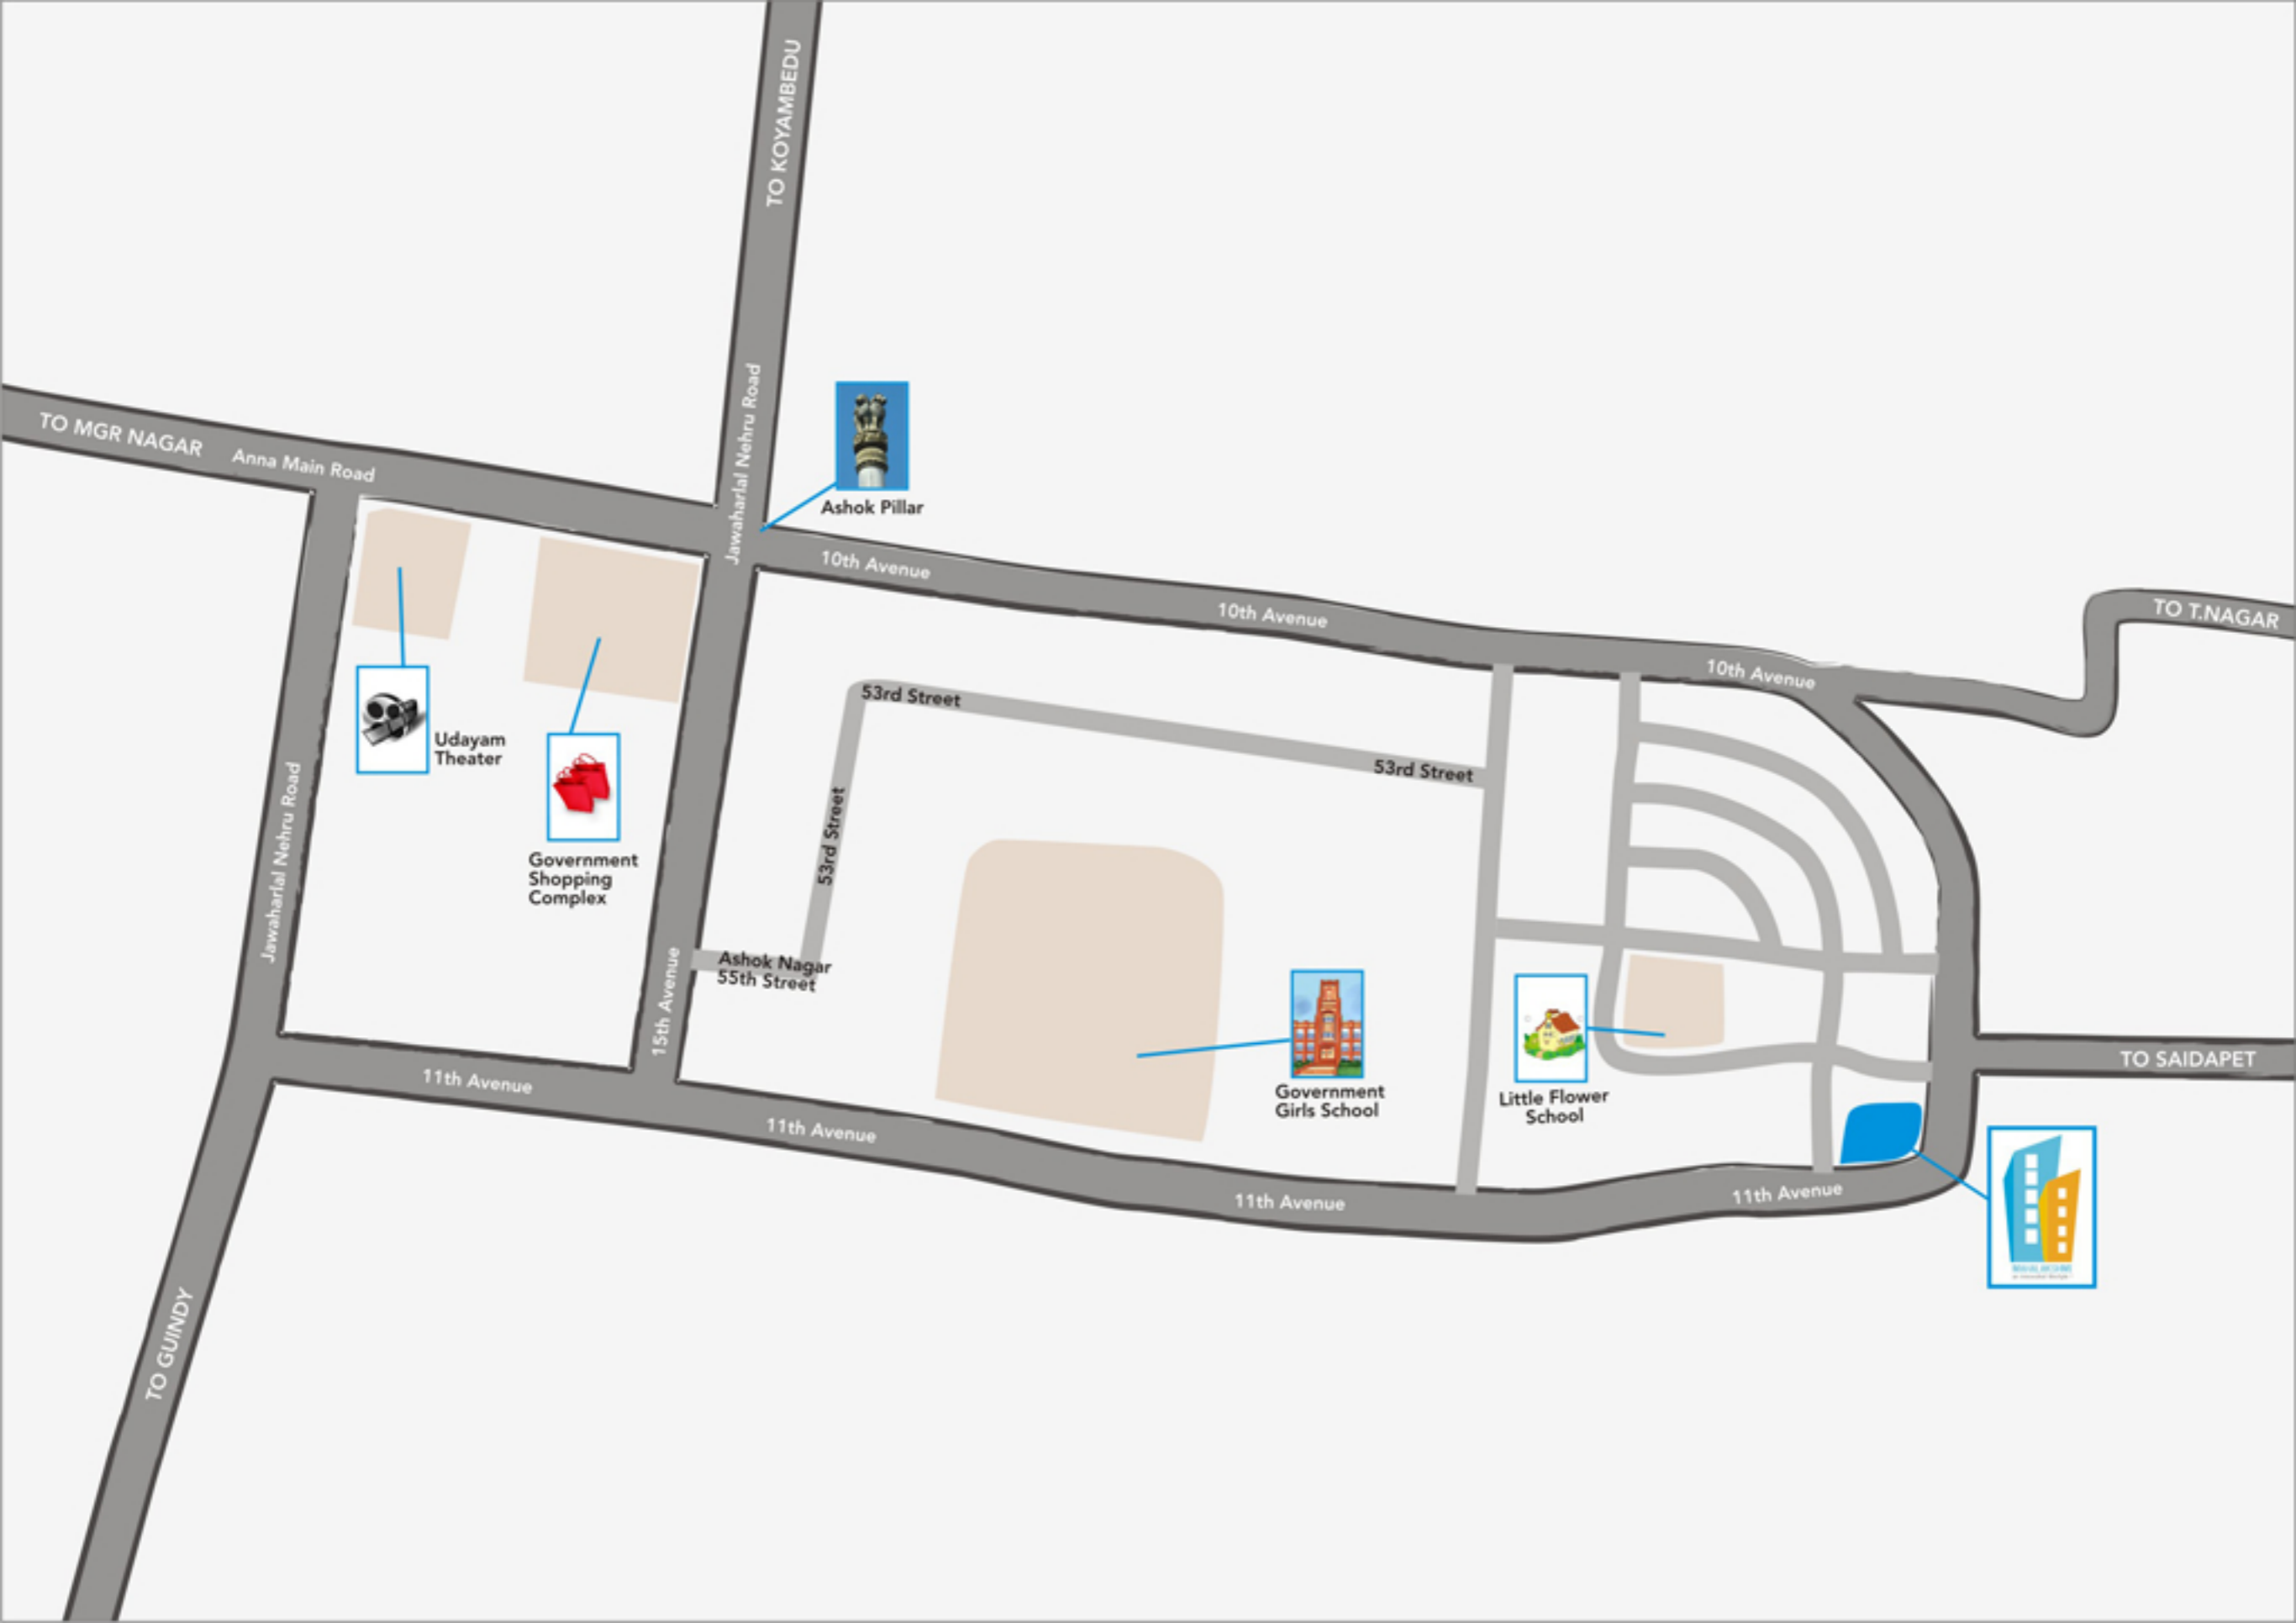 TO KOYAMBEDU
Jawaharlal Nehru Road
Ashok Pillar
TO MGR NAGAR
Anna Main Road
10th Avenue
10th Avenue
10th Avenue
TO T.NAGAR
53rd Street
53rd Street
53rd Street
Udayam
Theater
Government
Shopping
Complex
Jawaharlal Nehru Road
15th Avenue
Ashok Nagar
55th Street
Government
Girls School
Little Flower
School
TO SAIDAPET
11th Avenue
11th Avenue
11th Avenue
11th Avenue
TO GUINDY